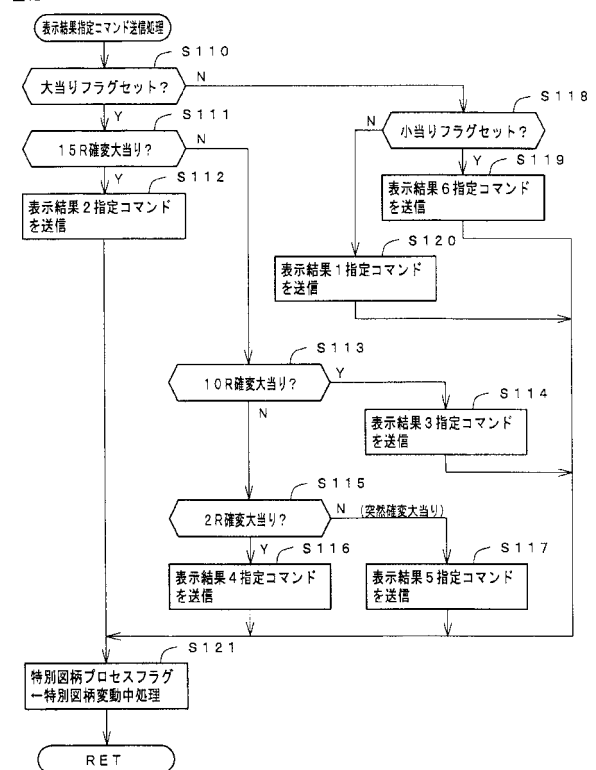 表示結果指定コマンド送信処理
S110
大当りフラグセット?
N
Y
S111
15R確変大当り?
N
Y
S112
表示結果2指定コマンド
を送信
S118
小当りフラグセット?
N
Y
S119
表示結果6指定コマンド
を送信
S120
表示結果1指定コマンド
を送信
S113
10R確変大当り?
Y
N
S114
表示結果3指定コマンド
を送信
S115
2R確変大当り?
N (突然確変大当り)
Y
S116
表示結果4指定コマンド
を送信
S117
表示結果5指定コマンド
を送信
S121
特別図柄プロセスフラグ
←特別図柄変動中処理
RET